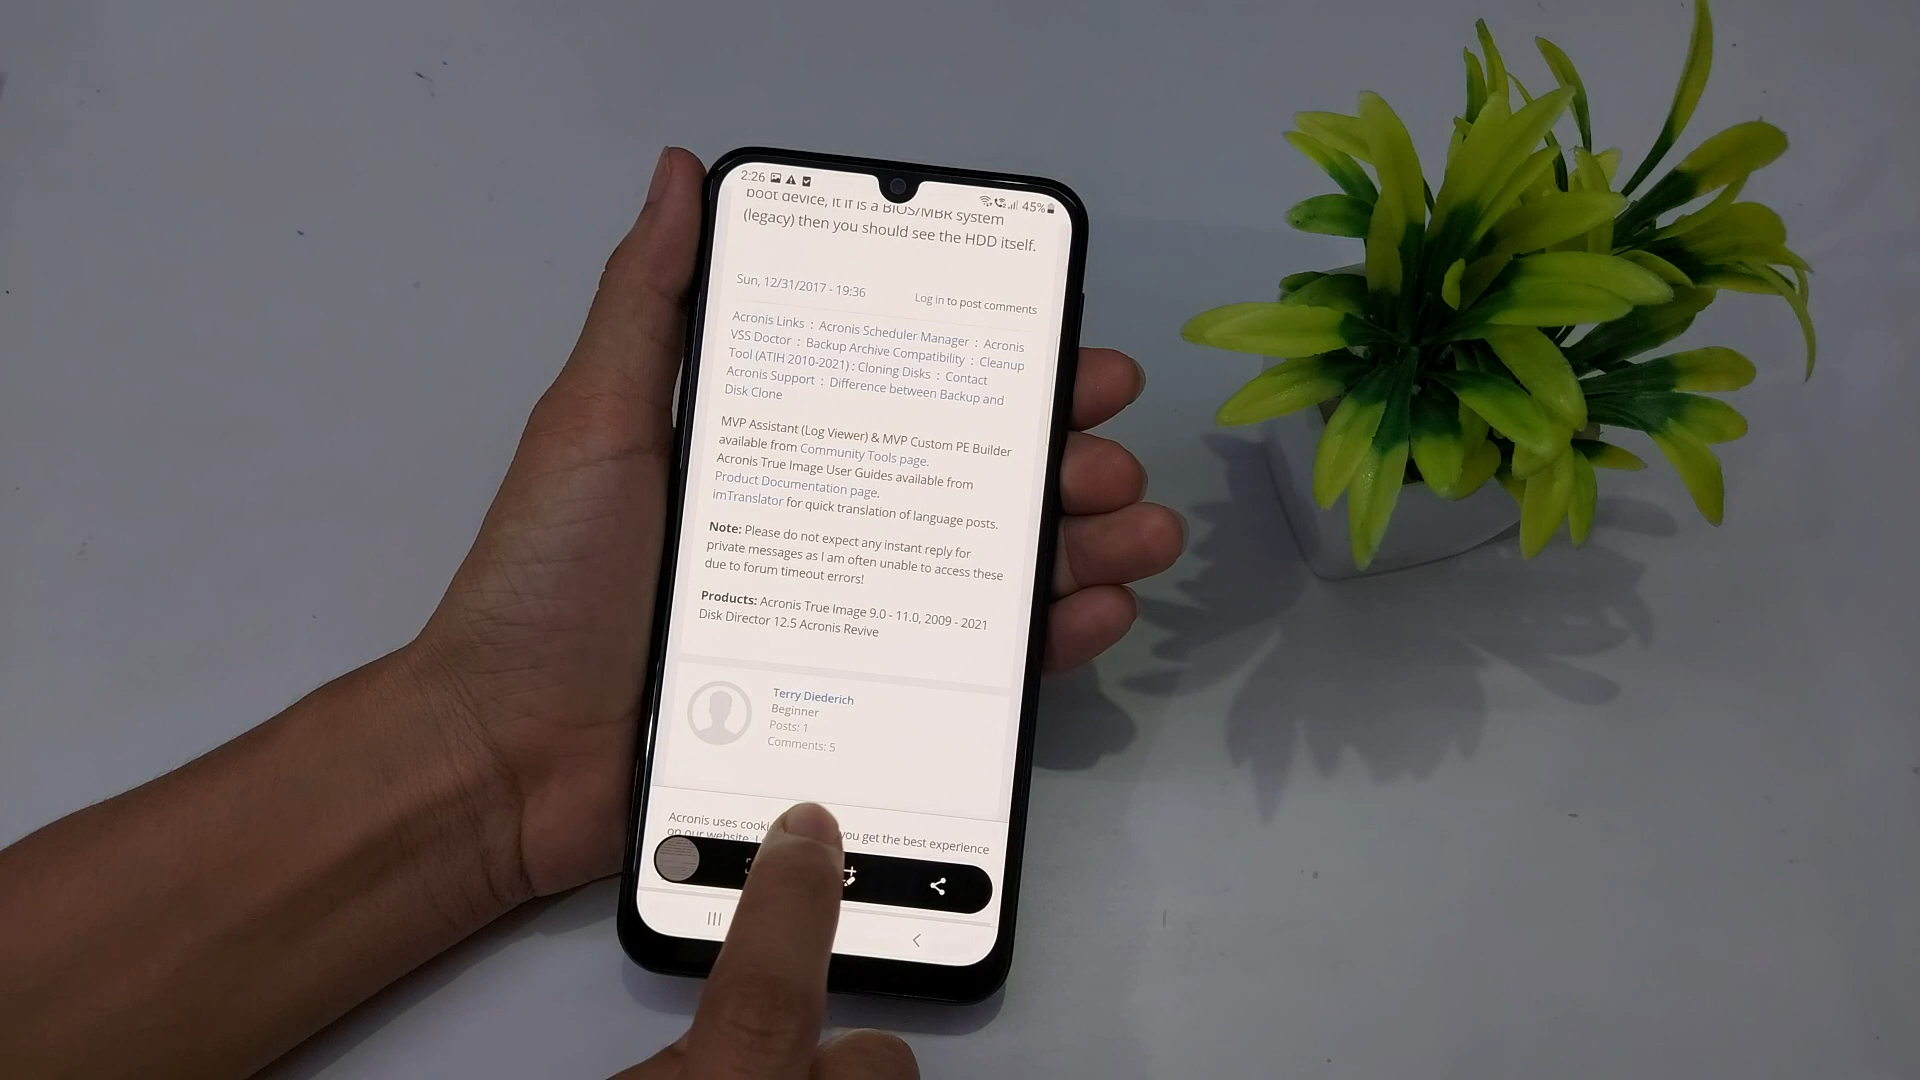 2:26
45%
boot device, it it is a BIOS/MBR system
(legacy) then you should see the HDD itself.
Sun, 12/31/2017 - 19:36
Log in to post comments
Acronis Links : Acronis Scheduler Manager : Acronis
VSS Doctor : Backup Archive Compatibility : Cleanup
Tool (ATIH 2010-2021) : Cloning Disks : Contact
Acronis Support : Difference between Backup and
Disk Clone
MVP Assistant (Log Viewer) & MVP Custom PE Builder
available from Community Tools page.
Acronis True Image User Guides available from
Product Documentation page.
imTranslator for quick translation of language posts.
Note: Please do not expect any instant reply for
private messages as I am often unable to access these
due to forum timeout errors!
Products: Acronis True Image 9.0 - 11.0, 2009 - 2021
Disk Director 12.5 Acronis Revive
Terry Diederich
Beginner
Posts: 1
Comments: 5
Acronis uses you get the best experience
on our website.